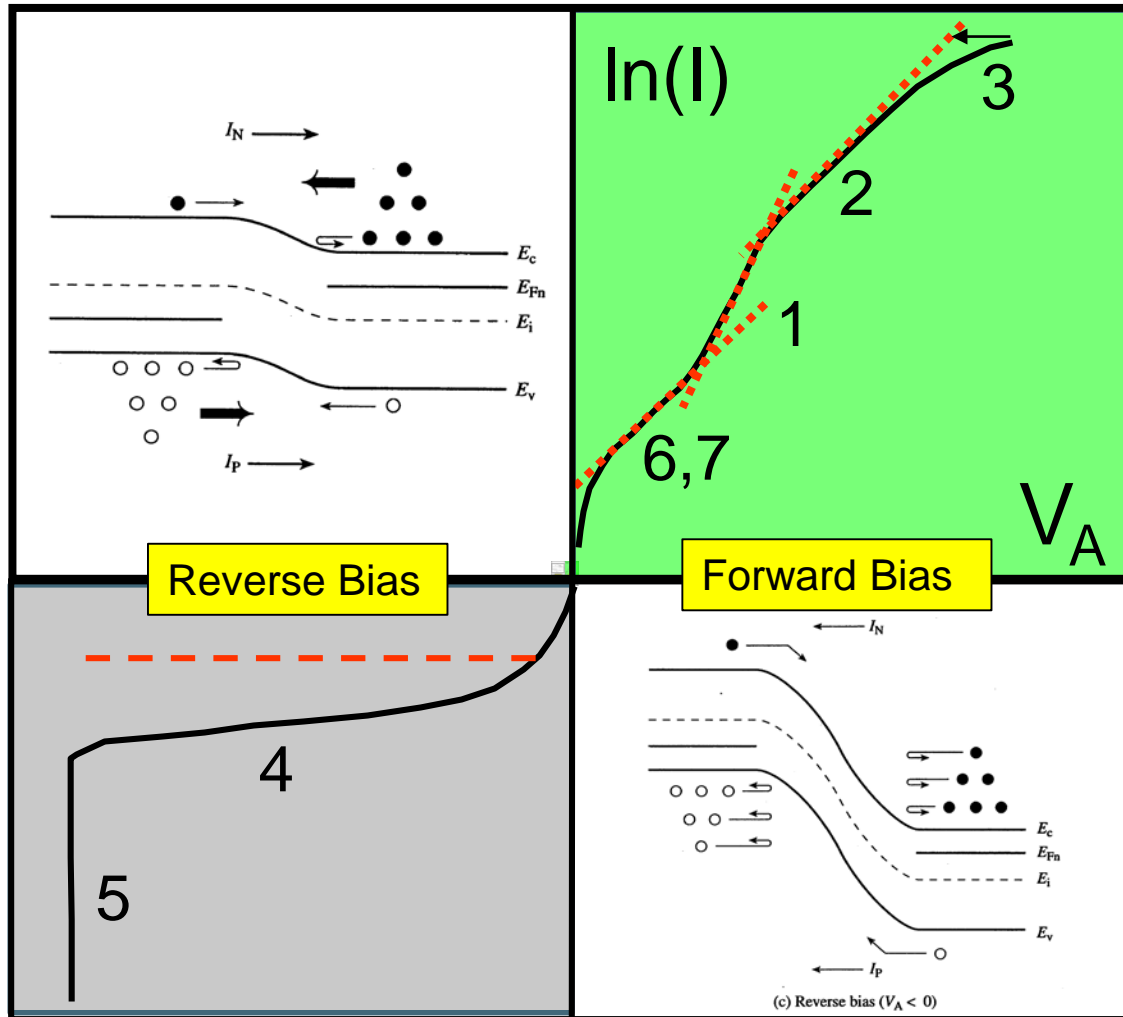 ln(I)
3
2
1
6,7
V_A
I_N
E_c
E_Fn
E_i
E_v
I_P
Reverse Bias
Forward Bias
4
5
I_N
E_c
E_Fn
E_i
E_v
I_P
(c) Reverse bias (V_A < 0)